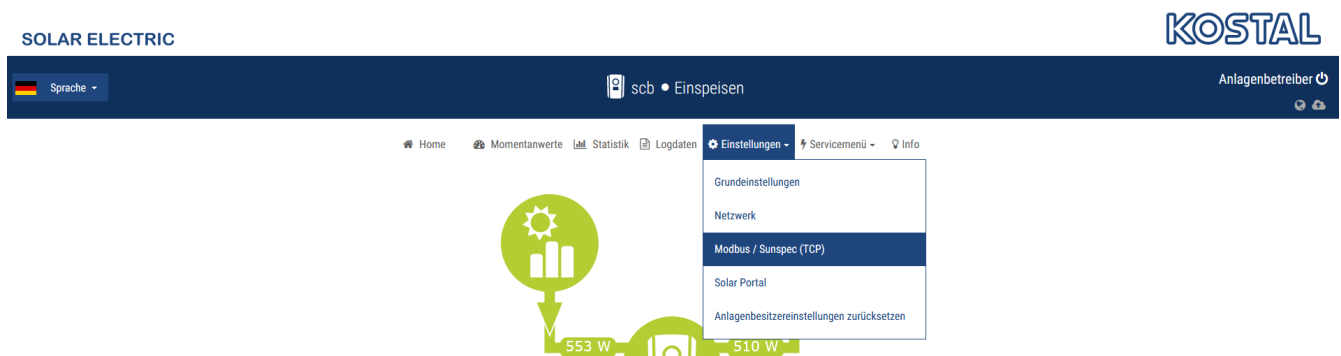 KOSTAL
SOLAR ELECTRIC
Sprache
scb • Einspeisen
Anlagenbetreiber
Home Momentanwerte Statistik Logdaten Einstellungen Servicemenü Info
Grundeinstellungen
Netzwerk
Modbus / Sunspec (TCP)
Solar Portal
Anlagenbesitzereinstellungen zurücksetzen
553 W 510 W